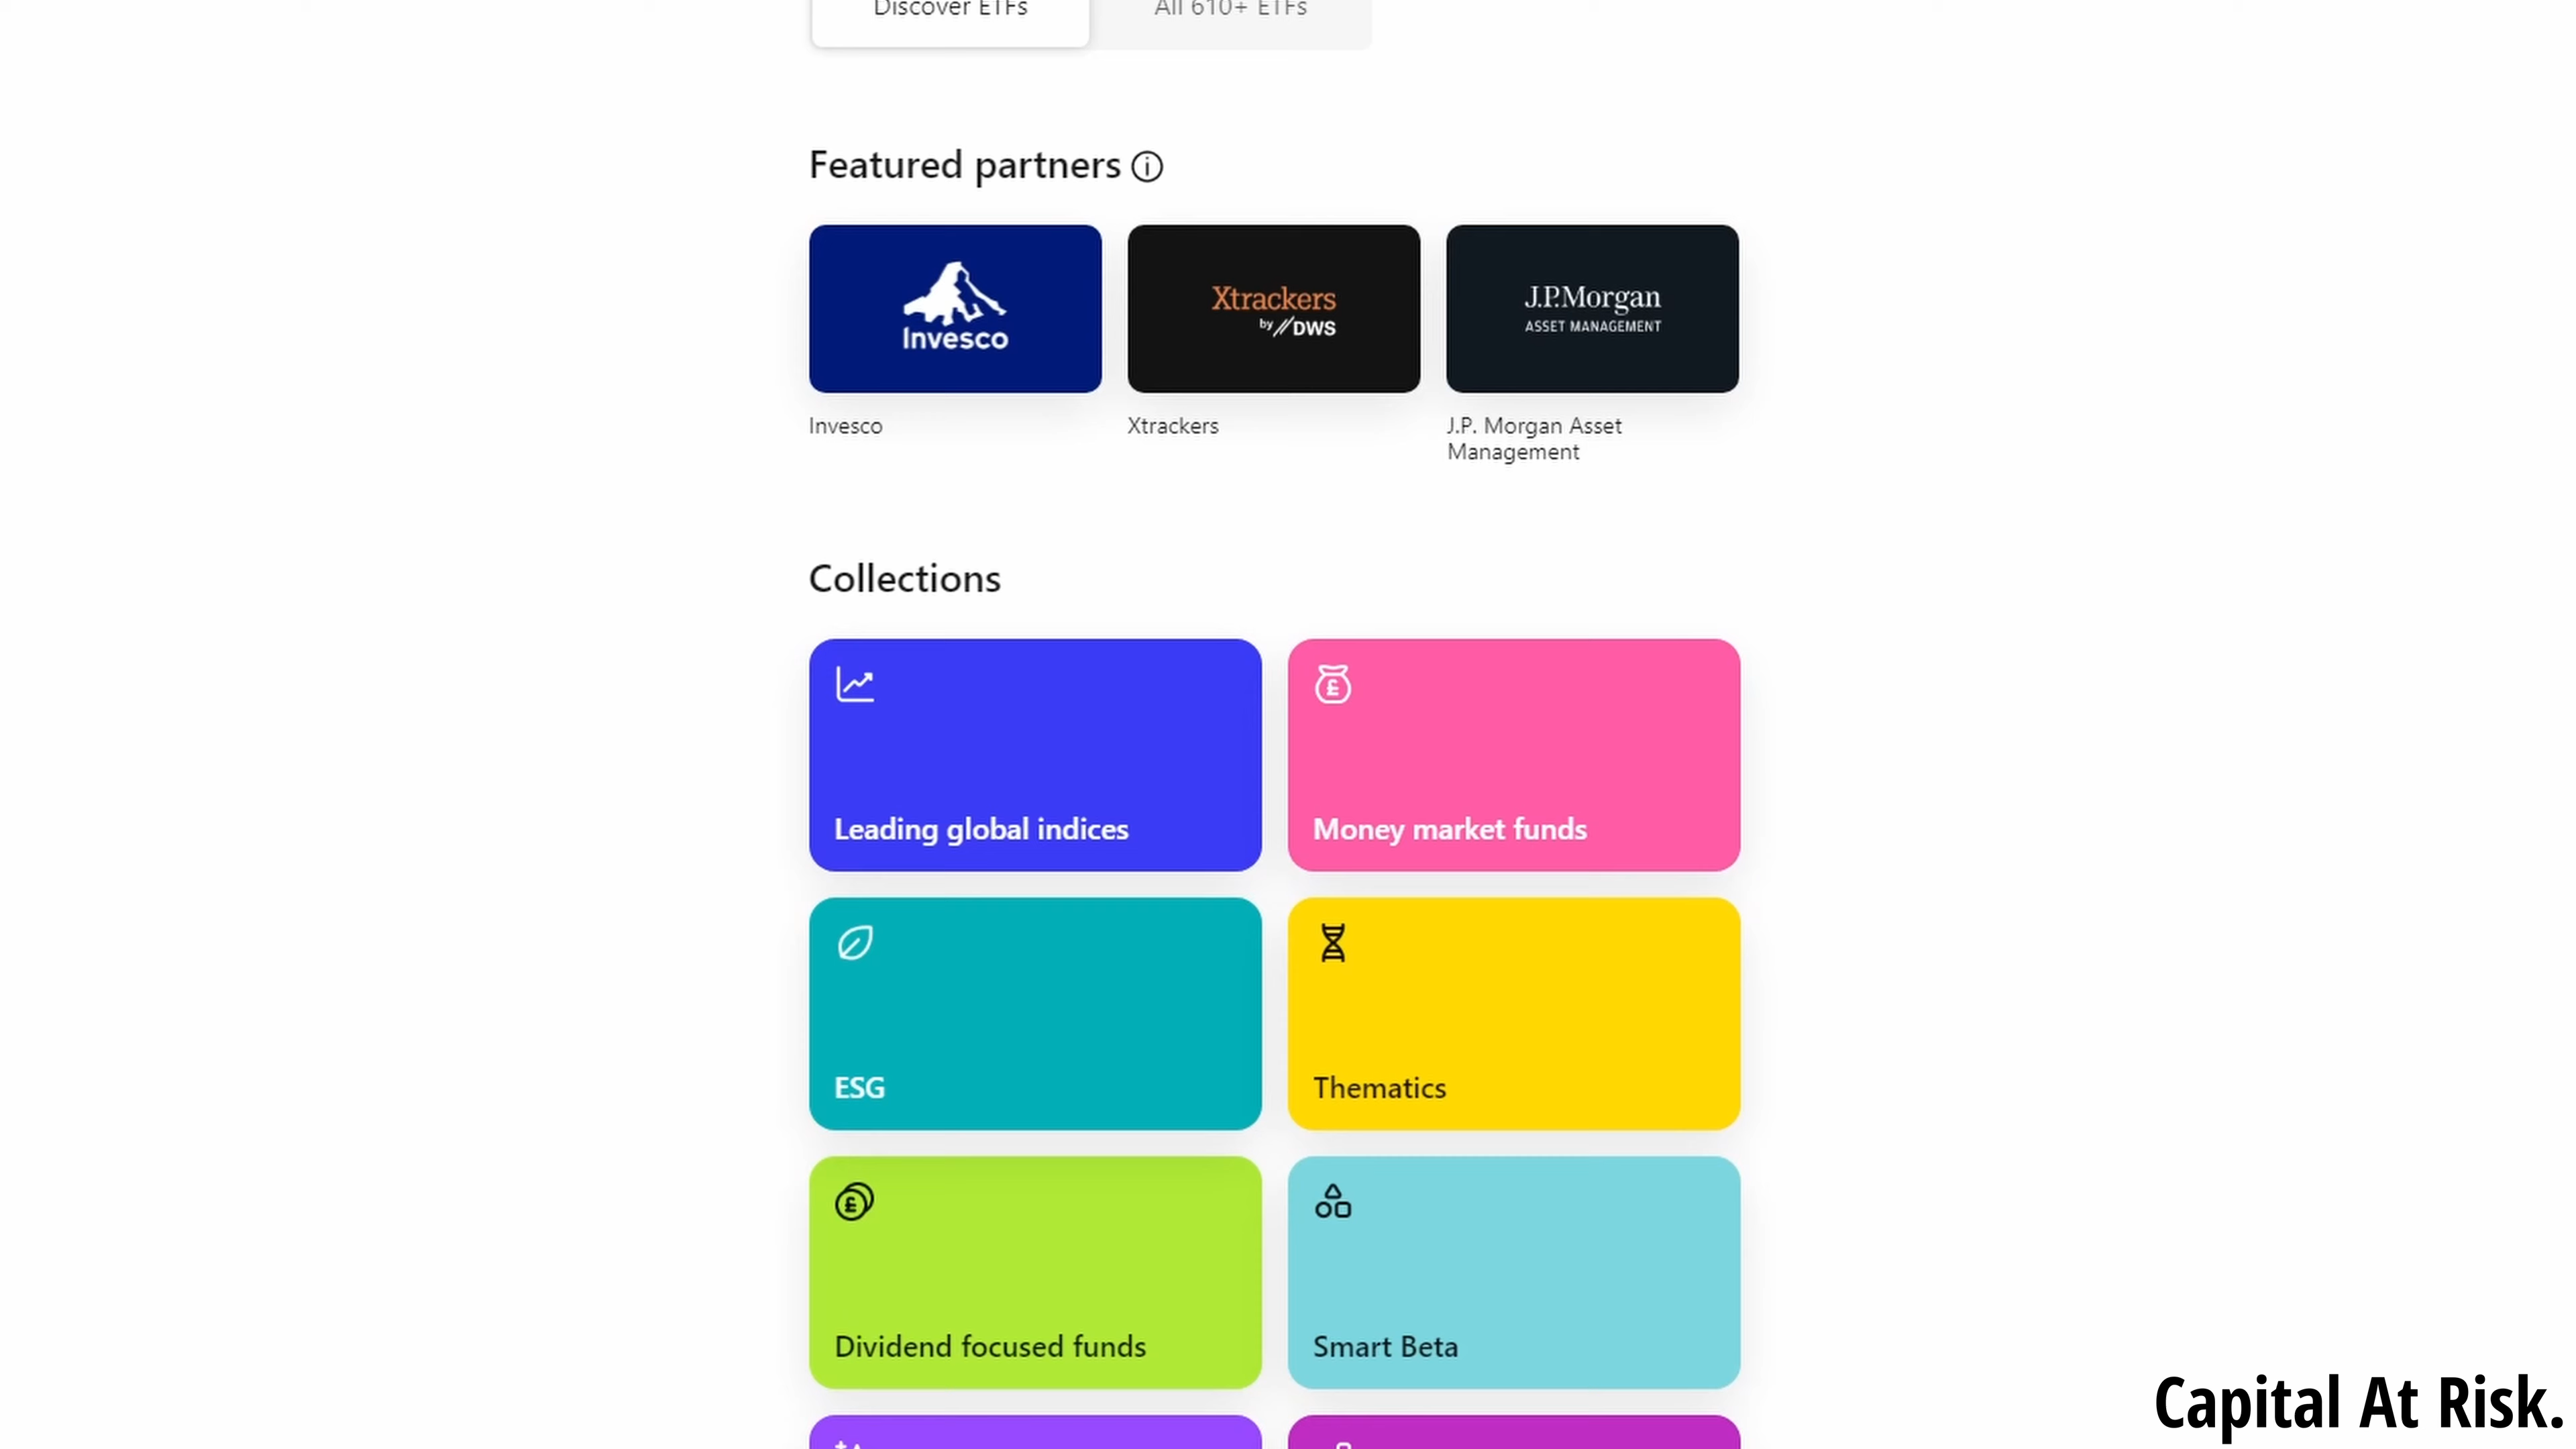 Discover ETFs
All 610+ ETFs
Featured partners
Invesco
Xtrackers
by DWS
J.P.Morgan
ASSET MANAGEMENT
Invesco
Xtrackers
J.P. Morgan Asset
Management
Collections
Leading global indices
Money market funds
ESG
Thematics
Dividend focused funds
Smart Beta
Capital At Risk.